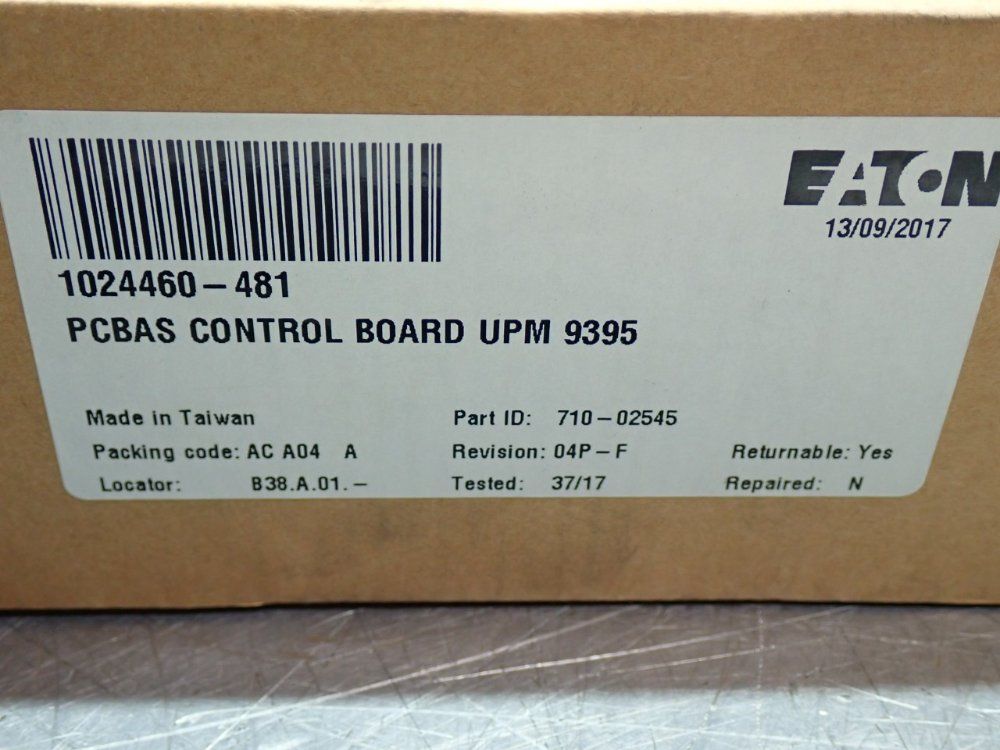 EATON
13/09/2017
1024460-481
PCBAS CONTROL BOARD UPM 9395
Made in Taiwan Part ID: 710-02545
Packing code: AC A04 A Revision: 04P-F Returnable: Yes
Locator: B38.A.01.- Tested: 37/17 Repaired: N